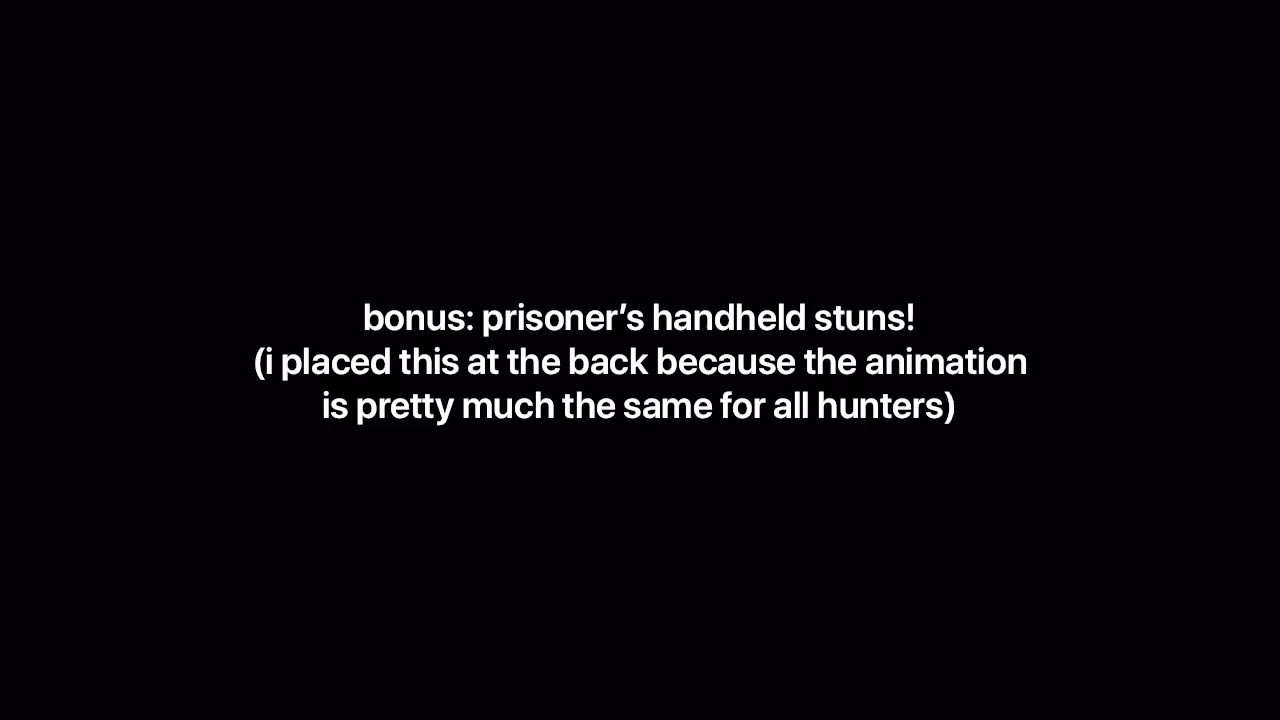 bonus: prisoner’s handheld stuns!
(i placed this at the back because the animation
is pretty much the same for all hunters)